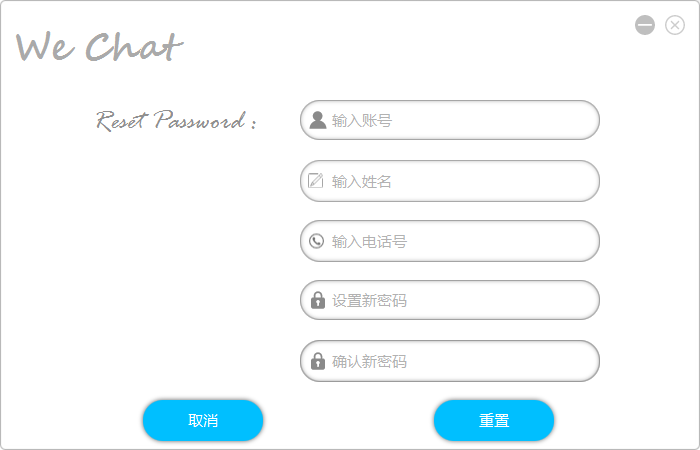 We Chat
Reset Password：
输入账号
输入姓名
输入电话号
设置新密码
确认新密码
取消
重置